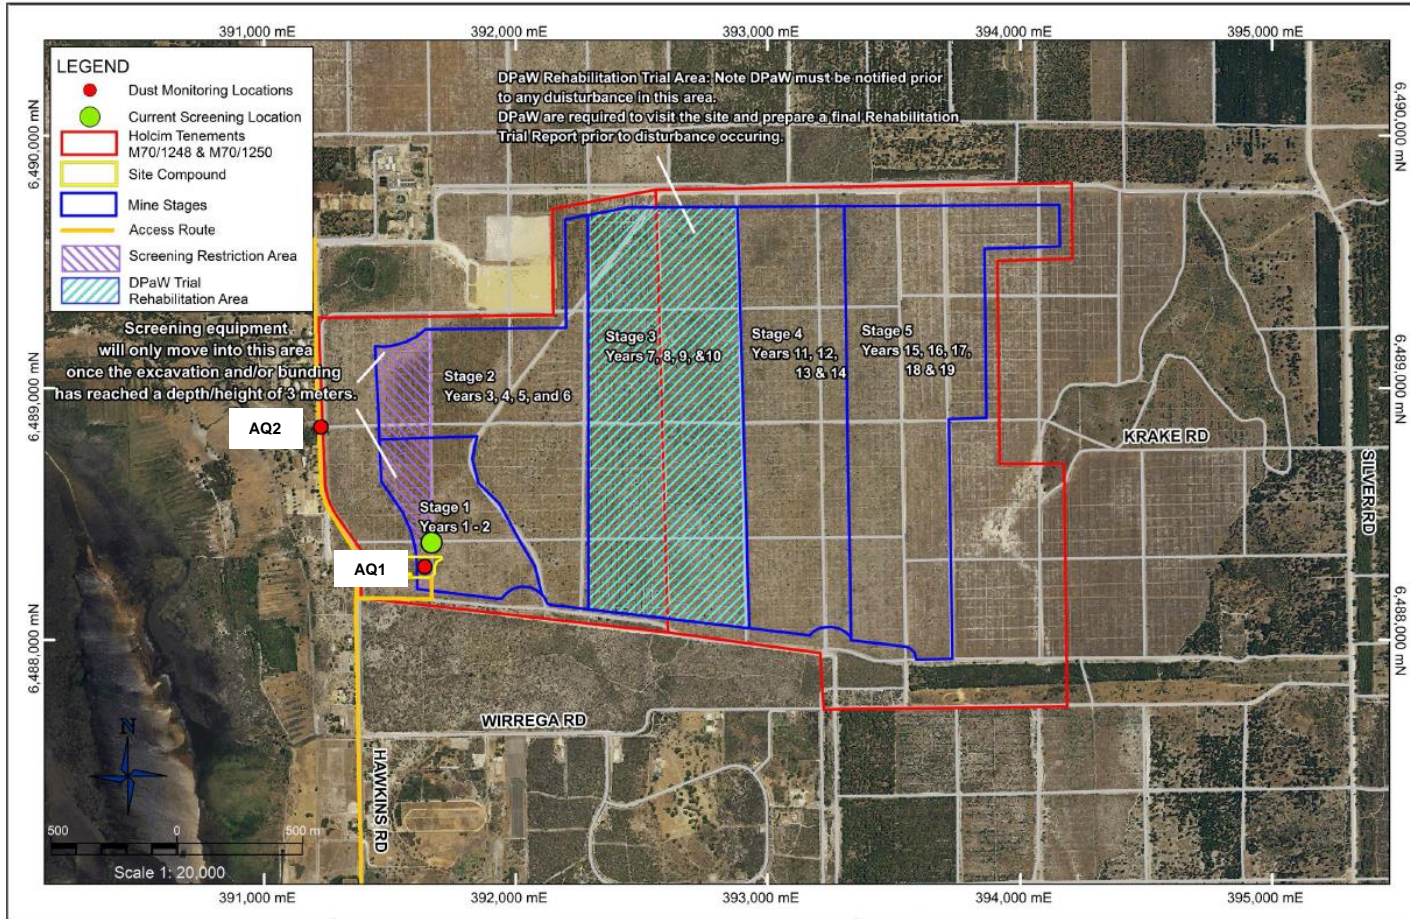 391,000 mE
392,000 mE
393,000 mE
394,000 mE
395,000 mE
6,490,000 mN
6,489,000 mN
6,488,000 mN
LEGEND
Dust Monitoring Locations
Current Screening Location
Holcim Tenements
M70/1248 & M70/1250
Site Compound
Mine Stages
Access Route
Screening Restriction Area
DPaW Trial
Rehabilitation Area
DPaW Rehabilitation Trial Area: Note DPaW must be notified prior
to any duisturbance in this area.
DPaW are required to visit the site and prepare a final Rehabilitation
Trial Report prior to disturbance occuring.
Screening equipment
will only move into this area
once the excavation and/or bunding
has reached a depth/height of 3 meters.
Stage 2
Years 3, 4, 5, and 6
Stage 3
Years 7, 8, 9, &10
Stage 4
Years 11, 12,
13 & 14
Stage 5
Years 15, 16, 17,
18 & 19
AQ2
Stage 1
Years 1 - 2
AQ1
KRAKE RD
SILVER RD
WIRREGA RD
HAWKINS RD
N
500
0
500 m
Scale 1: 20,000
6,490,000 mN
6,489,000 mN
6,488,000 mN
391,000 mE
392,000 mE
393,000 mE
394,000 mE
395,000 mE